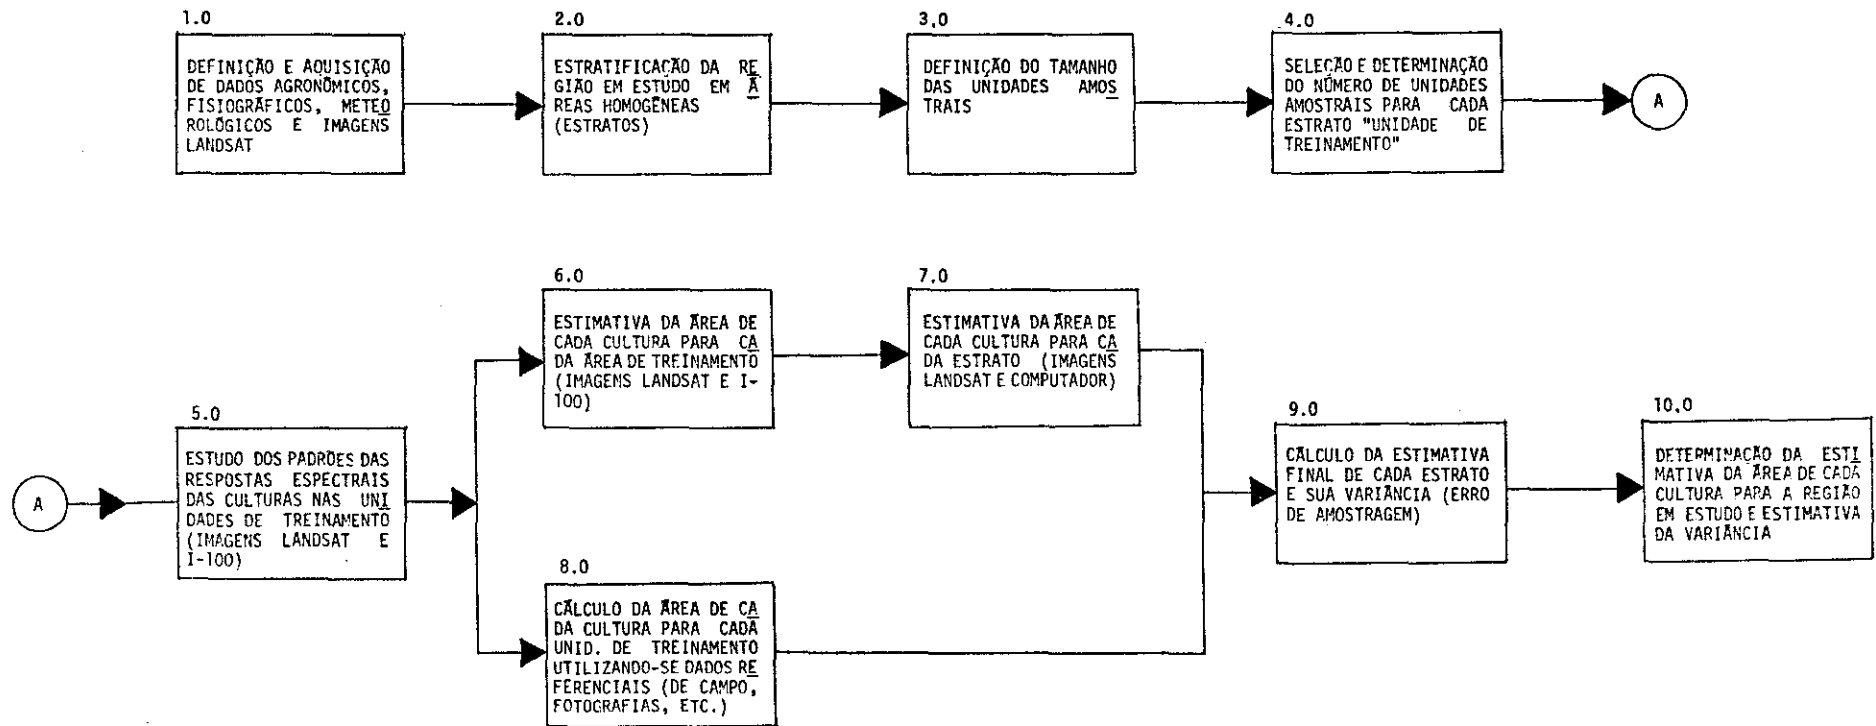 1.0
DEFINIÇÃO E AQUISIÇÃO
DE DADOS AGRONÔMICOS,
FISIOGRÁFICOS, METEO
ROLÓGICOS E IMAGENS
LANDSAT
2.0
ESTRATIFICAÇÃO DA RE
GIÃO EM ESTUDO EM Á
REAS HOMOGÊNEAS
(ESTRATOS)
3.0
DEFINIÇÃO DO TAMANHO
DAS UNIDADES AMOS
TRAIS
4.0
SELEÇÃO E DETERMINAÇÃO
DO NÚMERO DE UNIDADES
AMOSTRAIS PARA CADA
ESTRATO "UNIDADE DE
TREINAMENTO"
A
A
5.0
ESTUDO DOS PADRÕES DAS
RESPOSTAS ESPECTRAIS
DAS CULTURAS NAS UNI
DADES DE TREINAMENTO
(IMAGENS LANDSAT E
I-100)
6.0
ESTIMATIVA DA ÁREA DE
CADA CULTURA PARA CA
DA ÁREA DE TREINAMENTO
(IMAGENS LANDSAT E I-
100)
7.0
ESTIMATIVA DA ÁREA DE
CADA CULTURA PARA CA
DA ESTRATO (IMAGENS
LANDSAT E COMPUTADOR)
8.0
CÁLCULO DA ÁREA DE CA
DA CULTURA PARA CADA
UNID. DE TREINAMENTO
UTILIZANDO-SE DADOS RE
FERENCIAIS (DE CAMPO,
FOTOGRAFIAS, ETC.)
9.0
CÁLCULO DA ESTIMATIVA
FINAL DE CADA ESTRATO
E SUA VARIÂNCIA (ERRO
DE AMOSTRAGEM)
10.0
DETERMINAÇÃO DA ESTI
MATIVA DA ÁREA DE CADA
CULTURA PARA A REGIÃO
EM ESTUDO E ESTIMATIVA
DA VARIÂNCIA